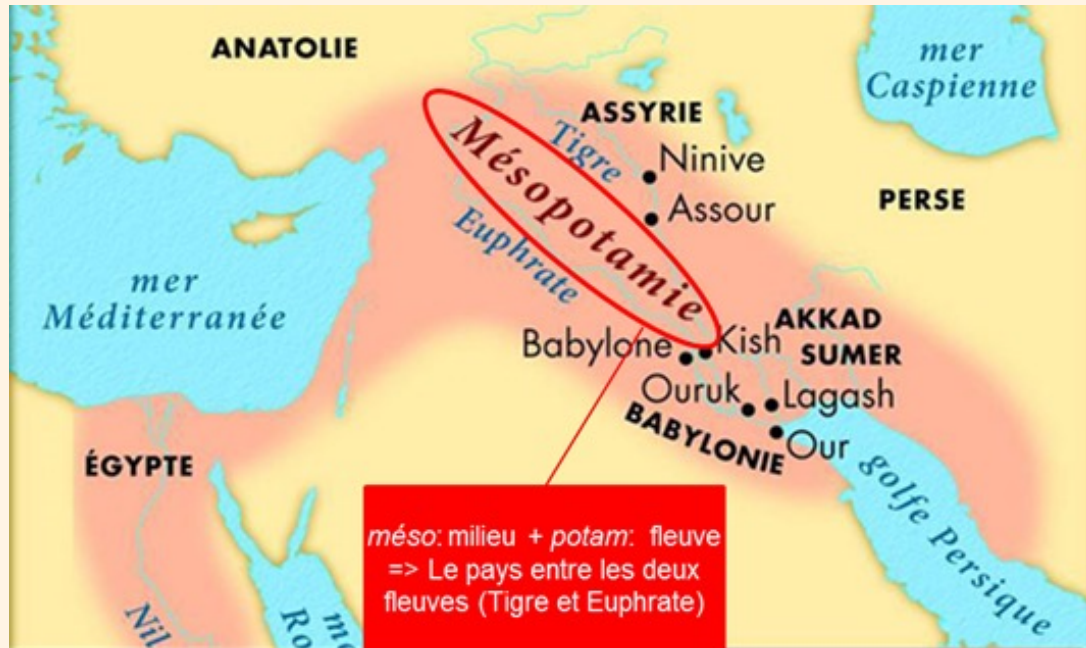 ANATOLIE
mer
Caspienne
ASSYRIE
Tigre
Ninive
Mésopotamie
Assour
PERSE
Euphrate
mer
Méditerranée
AKKAD
Babylone
Kish
SUMER
Ouruk
Lagash
BABYLONIE
Our
ÉGYPTE
golfe Persique
méso: milieu + potam: fleuve
=> Le pays entre les deux
fleuves (Tigre et Euphrate)
Nil